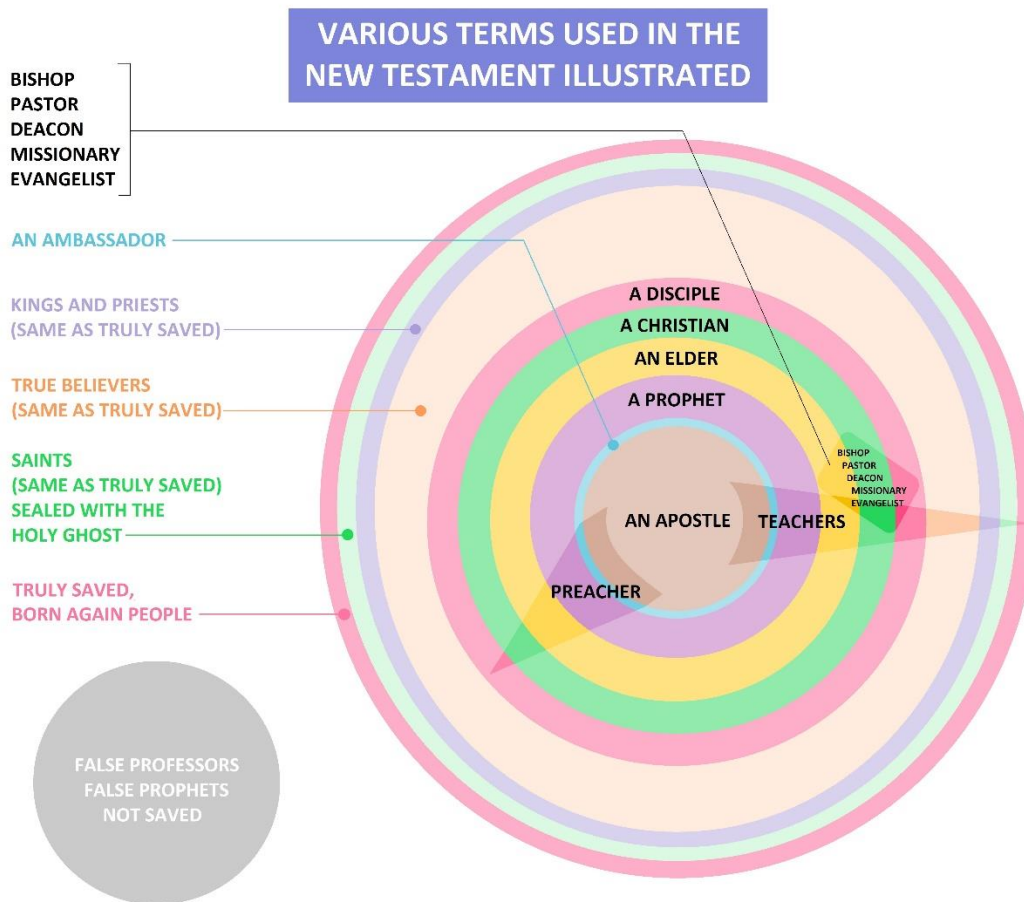 VARIOUS TERMS USED IN THE
NEW TESTAMENT ILLUSTRATED
BISHOP
PASTOR
DEACON
MISSIONARY
EVANGELIST
AN AMBASSADOR
KINGS AND PRIESTS
(SAME AS TRULY SAVED)
TRUE BELIEVERS
(SAME AS TRULY SAVED)
SAINTS
(SAME AS TRULY SAVED)
SEALED WITH THE
HOLY GHOST
TRULY SAVED,
BORN AGAIN PEOPLE
A DISCIPLE
A CHRISTIAN
AN ELDER
A PROPHET
BISHOP
PASTOR
DEACON
MISSIONARY
EVANGELIST
AN APOSTLE
TEACHERS
PREACHER
FALSE PROFESSORS
FALSE PROPHETS
NOT SAVED